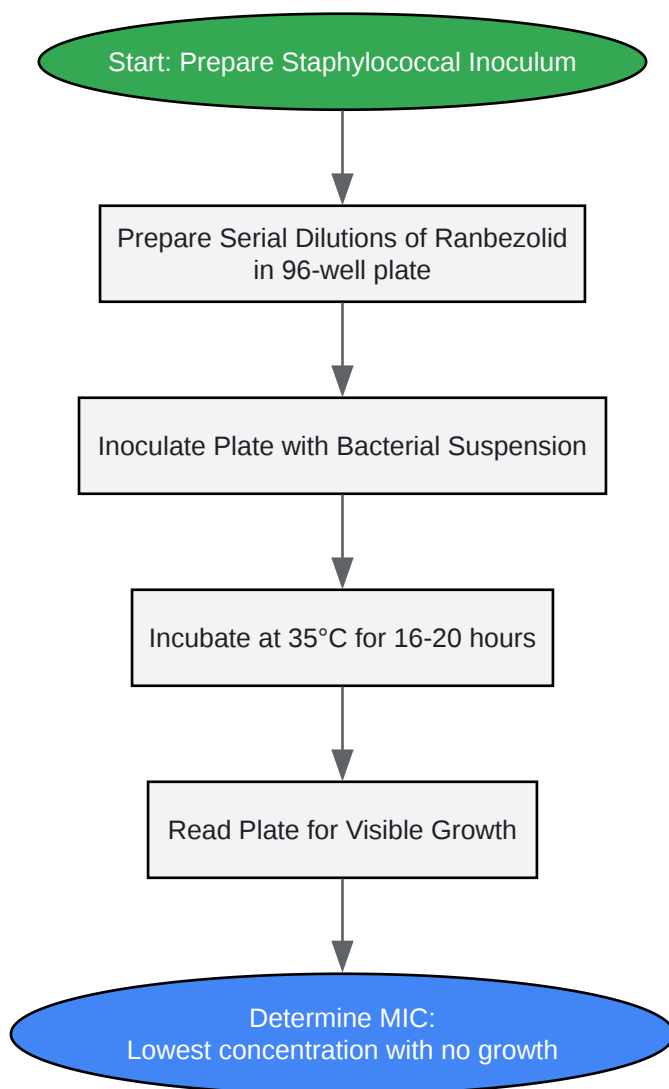 Start: Prepare Staphylococcal Inoculum
Prepare Serial Dilutions of Ranbezolid
in 96-well plate
Inoculate Plate with Bacterial Suspension
Incubate at 35°C for 16-20 hours
Read Plate for Visible Growth
Determine MIC:
Lowest concentration with no growth